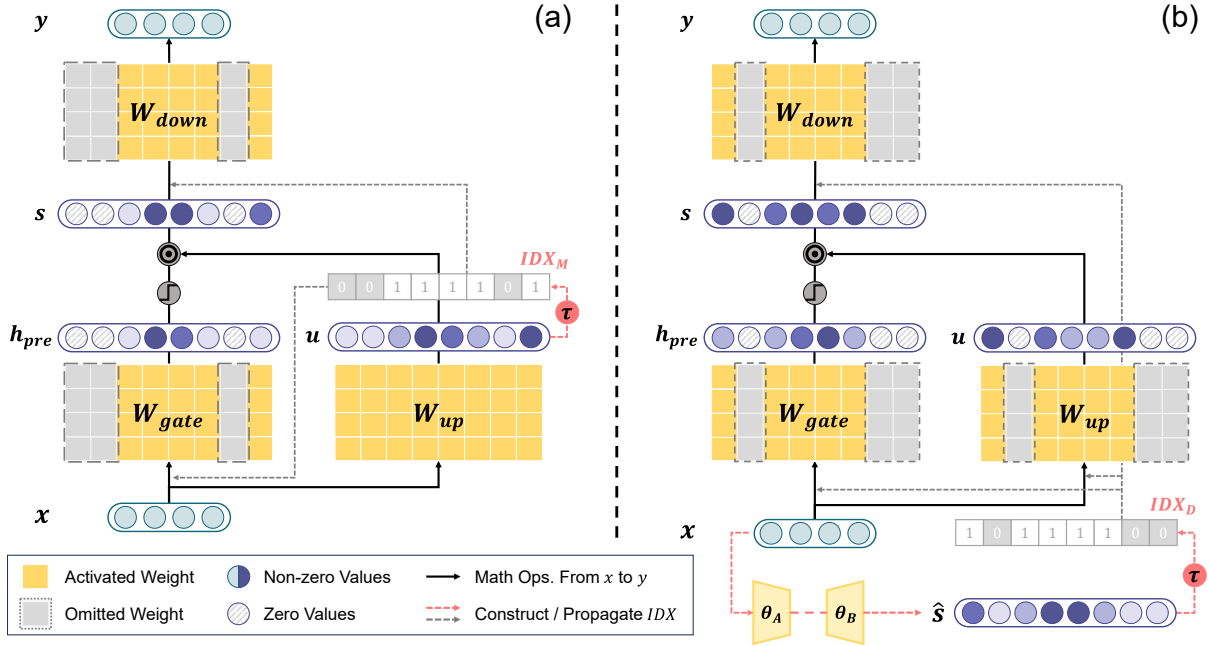 (a)
y
W_down
s
IDX_M
0 0 1 1 1 1 0 1
τ
h_pre
u
W_gate
W_up
x
(b)
y
W_down
s
h_pre
u
W_gate
W_up
x
IDX_D
1 0 1 1 1 1 0 0
τ
θ_A
θ_B
ŝ
Activated Weight
Non-zero Values
Math Ops. From x to y
Omitted Weight
Zero Values
Construct / Propagate IDX